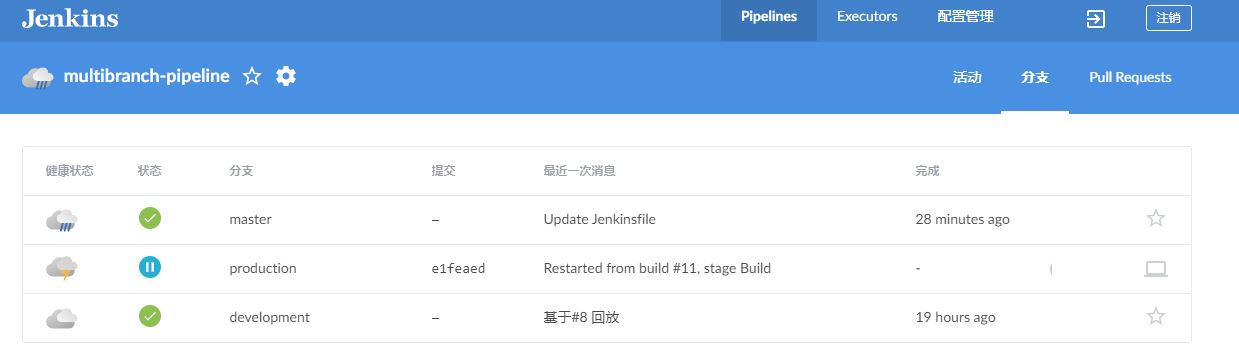 Jenkins Pipelines Executors 配置管理 注销
multibranch-pipeline 活动 分支 Pull Requests
健康状态 状态 分支 提交 最近一次消息 完成
master – Update Jenkinsfile 28 minutes ago
production e1feaed Restarted from build #11, stage Build -
development – 基于#8 回放 19 hours ago